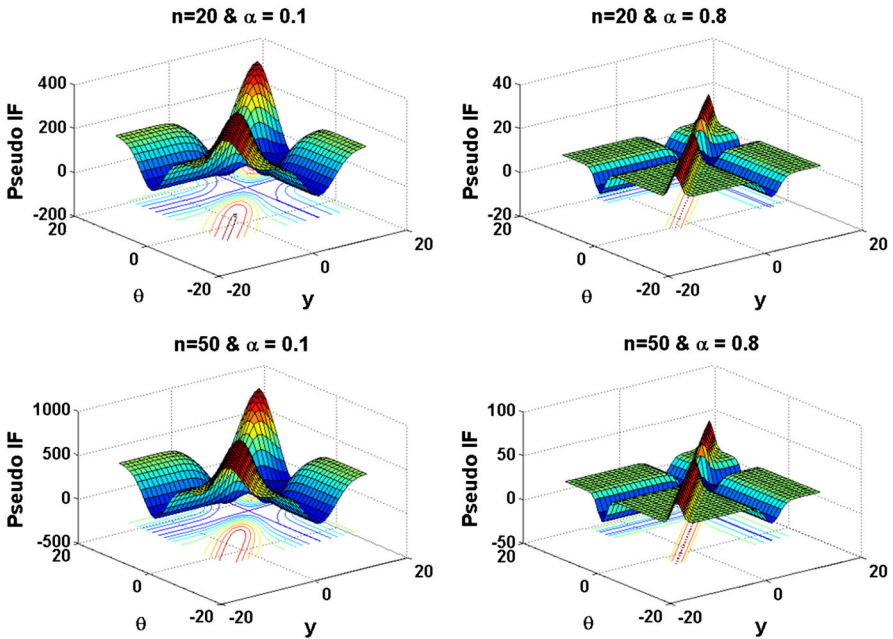 n=20 & α = 0.1
400
200
0
-200
20
0
-20
-20
0
20
Pseudo IF
θ
y
n=20 & α = 0.8
40
20
0
-20
20
0
-20
-20
0
20
Pseudo IF
θ
y
n=50 & α = 0.1
1000
500
0
-500
20
0
-20
-20
0
20
Pseudo IF
θ
y
n=50 & α = 0.8
100
50
0
-50
20
0
-20
-20
0
20
Pseudo IF
θ
y